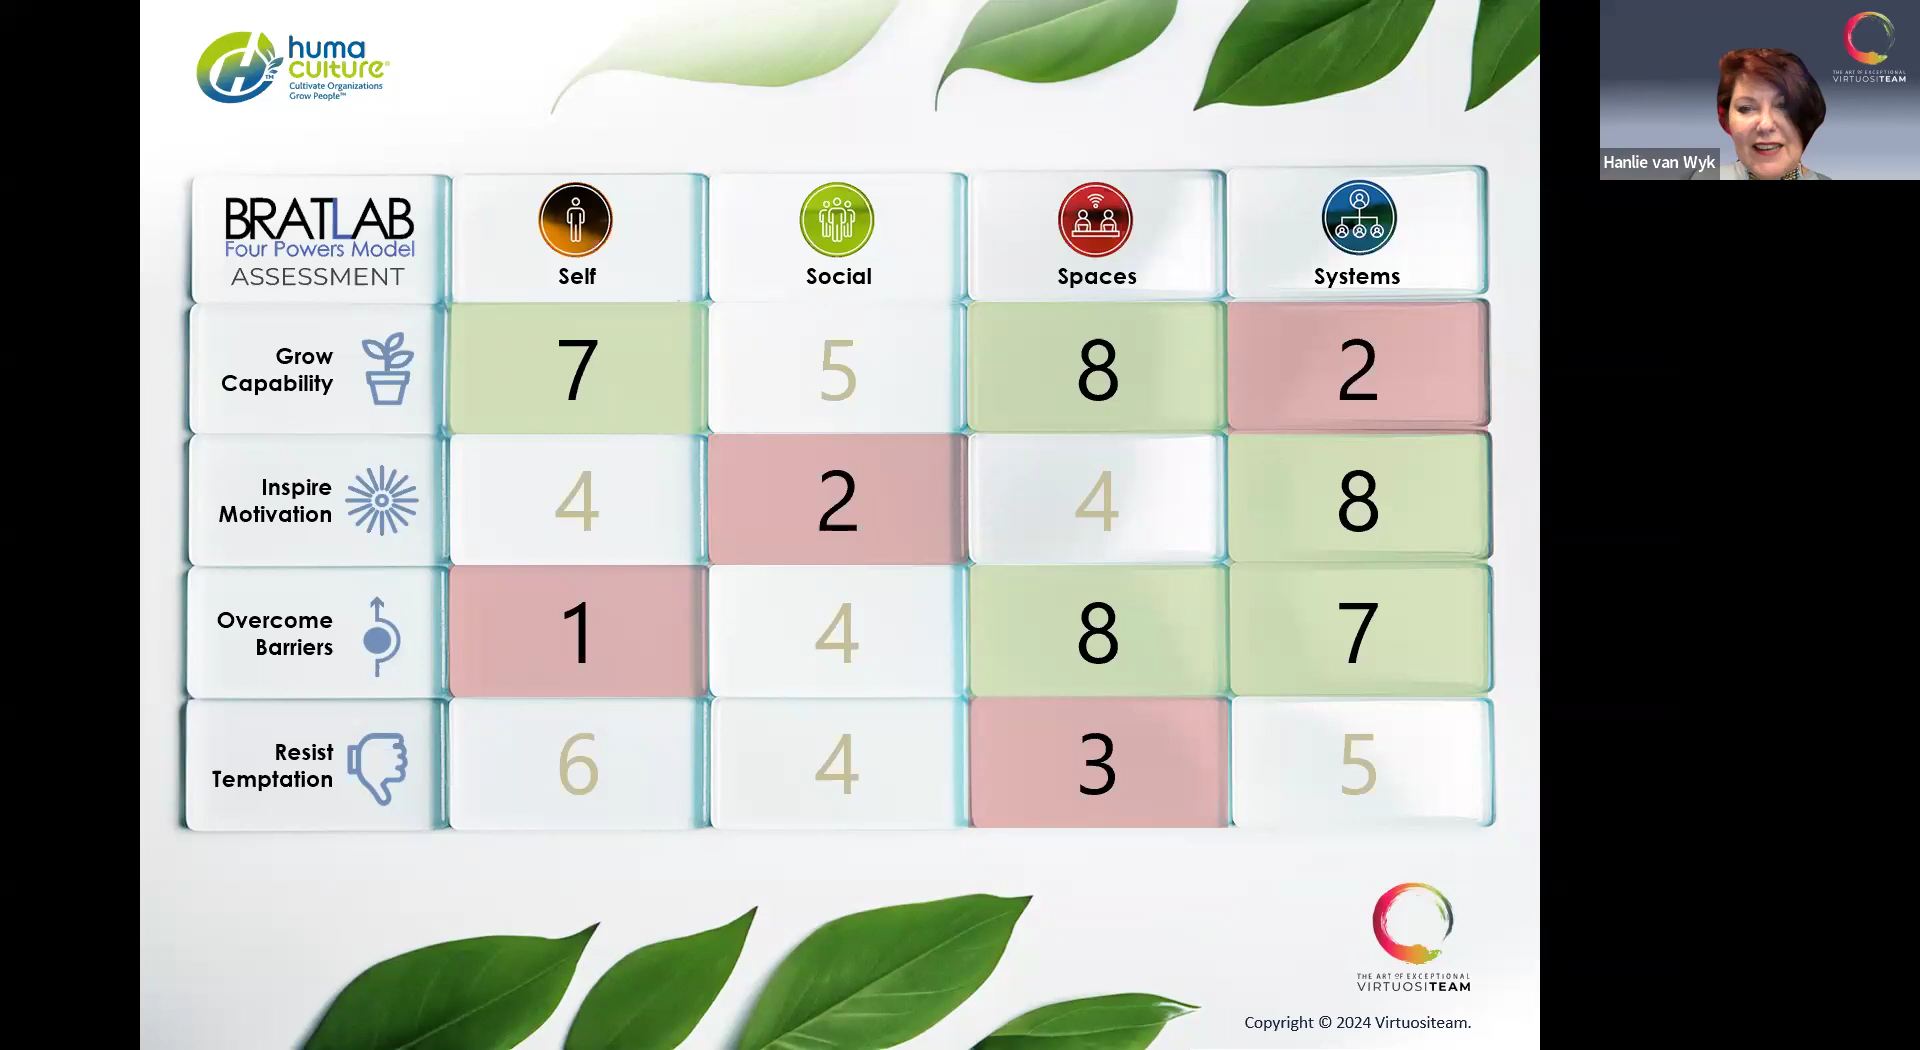 huma
culture®
Cultivate Organizations
Grow People™
BRATLAB
Four Powers Model
ASSESSMENT
Self
Social
Spaces
Systems
Grow
Capability
7
5
8
2
Inspire
Motivation
4
2
4
8
Overcome
Barriers
1
4
8
7
Resist
Temptation
6
4
3
5
THE ART OF EXCEPTIONAL
VIRTUOSITEAM
Copyright © 2024 Virtuositeam.
THE ART OF EXCEPTIONAL
VIRTUOSITEAM
Hanlie van Wyk